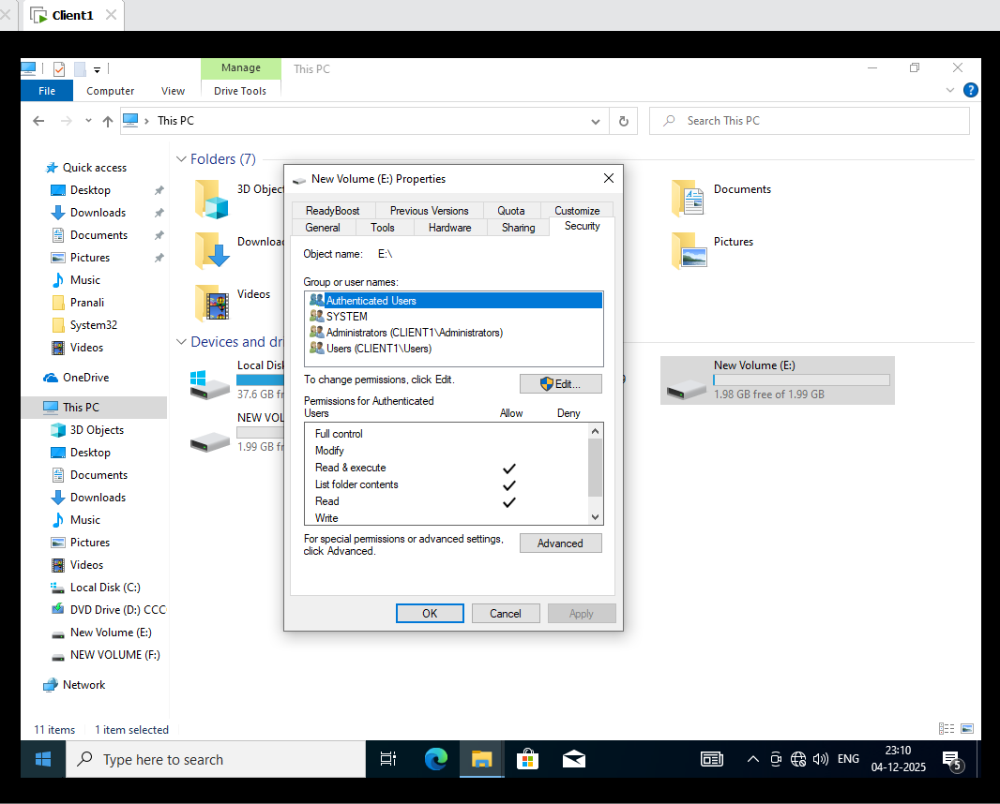 Client1
Manage
This PC
File
Computer
View
Drive Tools
This PC
Search This PC
Quick access
Desktop
Downloads
Documents
Pictures
Music
Pranali
System32
Videos
OneDrive
This PC
3D Objects
Desktop
Documents
Downloads
Music
Pictures
Videos
Local Disk (C:)
DVD Drive (D:) CCC
New Volume (E:)
NEW VOLUME (F:)
Network
Folders (7)
3D Object
Downloa
Videos
Documents
Pictures
Devices and dri
Local Disk
37.6 GB fr
NEW VOL
1.99 GB fr
9
New Volume (E:)
1.98 GB free of 1.99 GB
New Volume (E:) Properties
ReadyBoost
Previous Versions
Quota
Customize
General
Tools
Hardware
Sharing
Security
Object name: E:\
Group or user names:
Authenticated Users
SYSTEM
Administrators (CLIENT1\Administrators)
Users (CLIENT1\Users)
To change permissions, click Edit.
Edit...
Permissions for Authenticated
Users
Allow
Deny
Full control
Modify
Read & execute
List folder contents
Read
Write
For special permissions or advanced settings,
click Advanced.
Advanced
OK
Cancel
Apply
11 items
1 item selected
Type here to search
ENG
23:10
04-12-2025
5